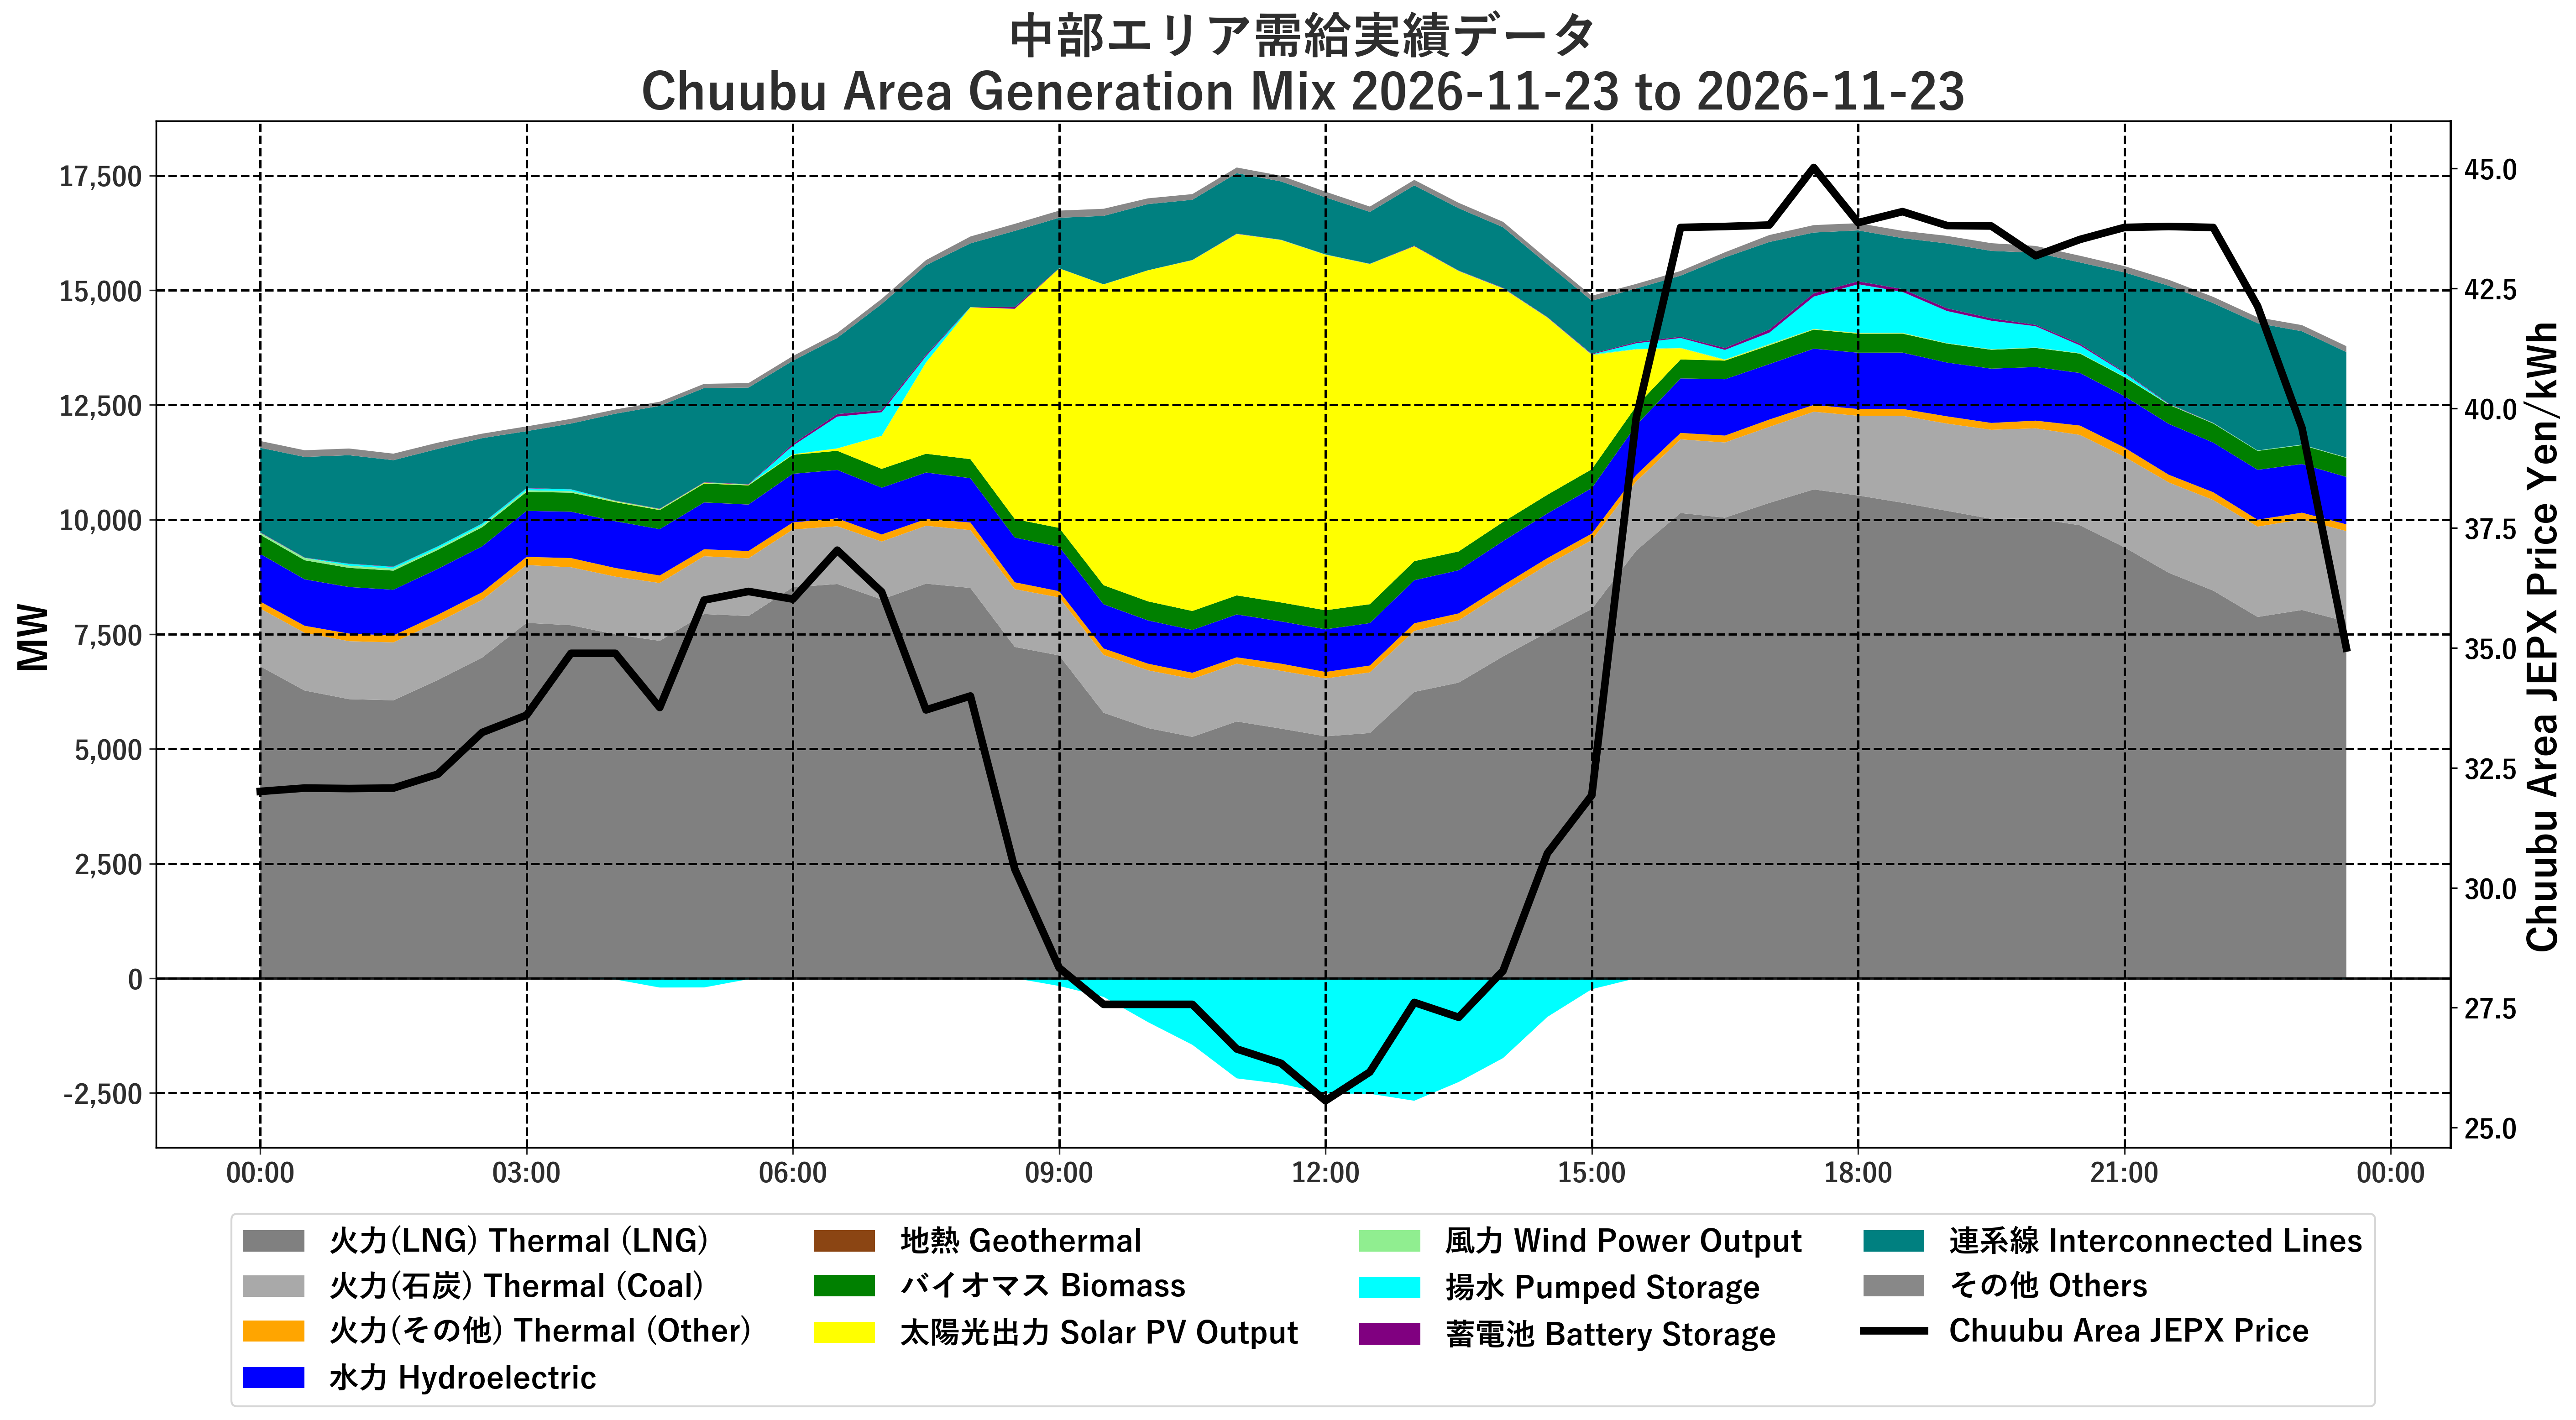 中部エリア需給実績データ
Chuubu Area Generation Mix 2026-11-23 to 2026-11-23
MW
17,500
15,000
12,500
10,000
7,500
5,000
2,500
0
-2,500
45.0
42.5
40.0
37.5
35.0
32.5
30.0
27.5
25.0
Chuubu Area JEPX Price Yen/kWh
00:00 03:00 06:00 09:00 12:00 15:00 18:00 21:00 00:00
火力(LNG) Thermal (LNG)
火力(石炭) Thermal (Coal)
火力(その他) Thermal (Other)
水力 Hydroelectric
地熱 Geothermal
バイオマス Biomass
太陽光出力 Solar PV Output
風力 Wind Power Output
揚水 Pumped Storage
蓄電池 Battery Storage
連系線 Interconnected Lines
その他 Others
Chuubu Area JEPX Price